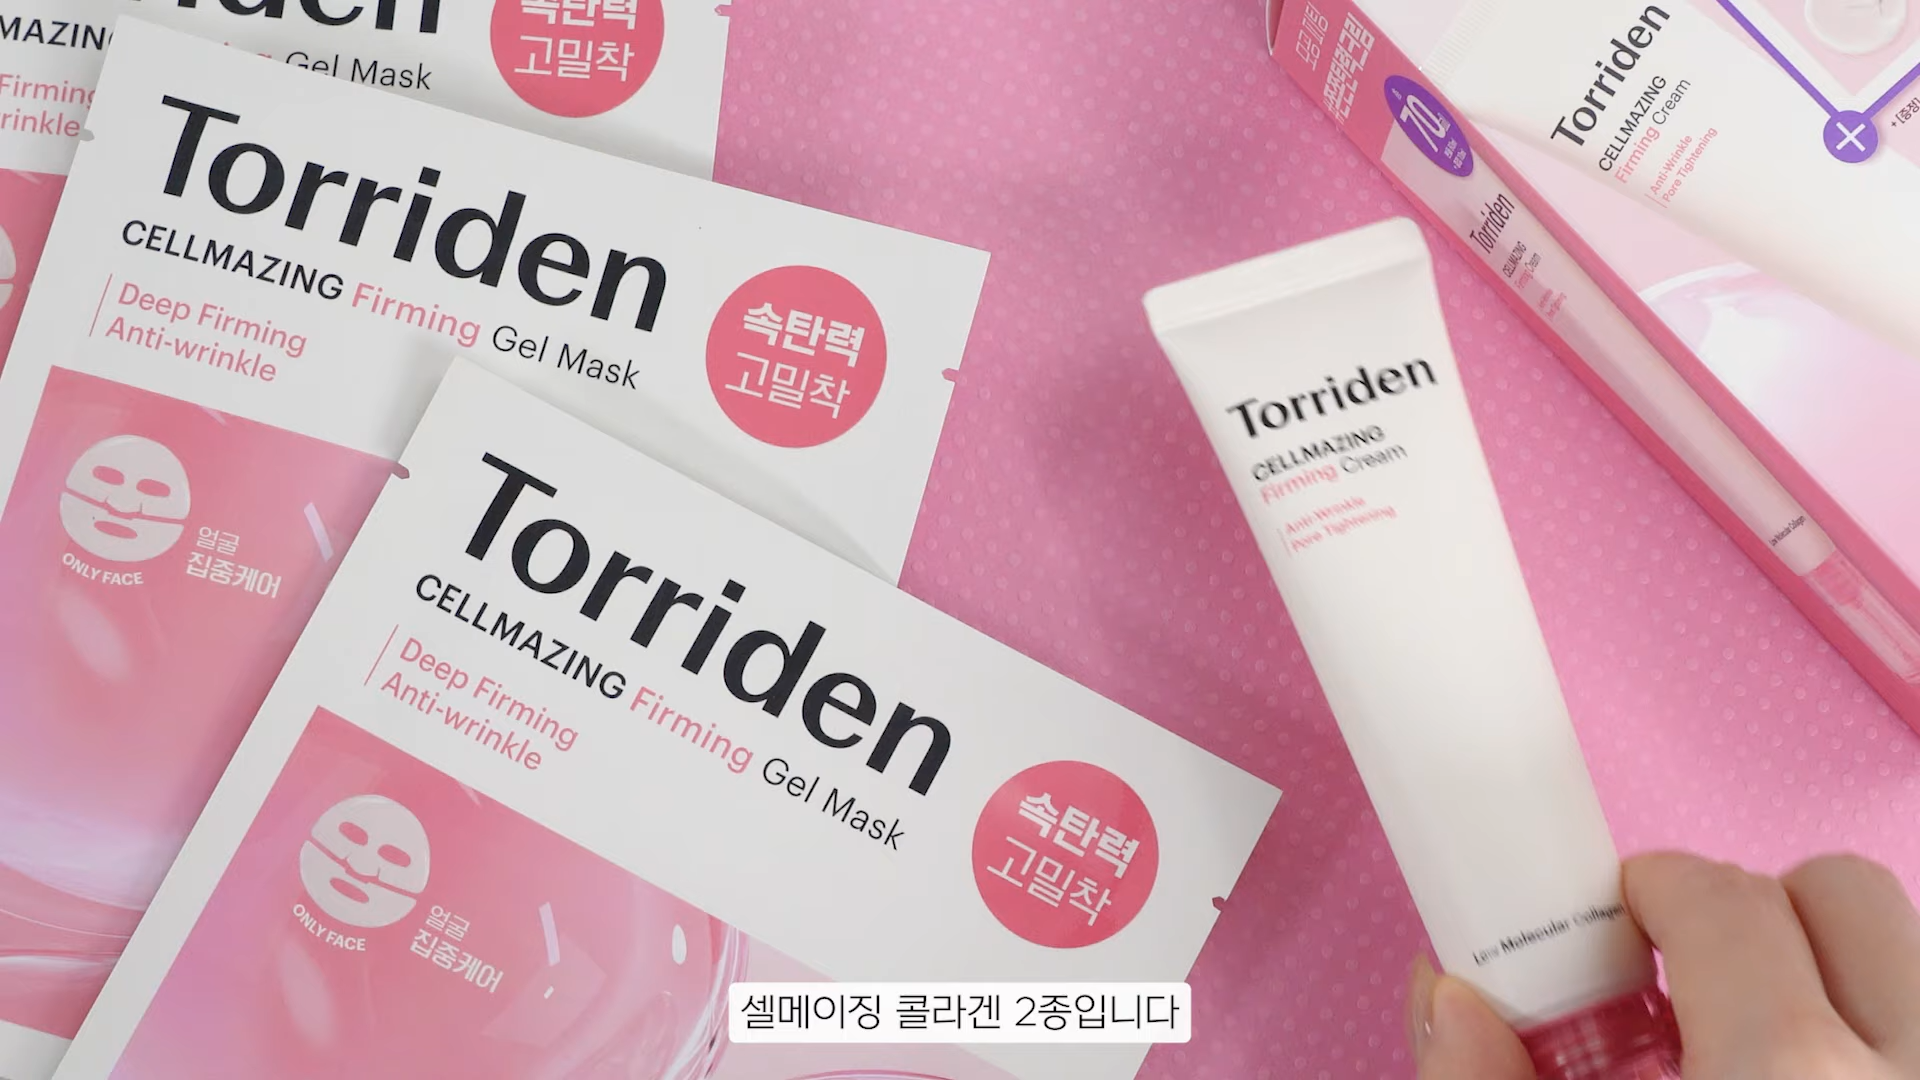 속탄력
고밀착
Gel Mask
Torriden
CELLMAZING Firming Gel Mask
Deep Firming
Anti-wrinkle
속탄력
고밀착
ONLY FACE
얼굴
집중케어
Torriden
CELLMAZING Firming Gel Mask
Deep Firming
Anti-wrinkle
속탄력
고밀착
ONLY FACE
얼굴
집중케어
Torriden
CELLMAZING
Firming Cream
Anti-Wrinkle
Pore Tightening
Low Molecular Collagen
70
Torriden
CELLMAZING
Firming Cream
Anti-Wrinkle
Pore Tightening
Torriden
CELLMAZING
Firming Cream
셀메이징 콜라겐 2종입니다